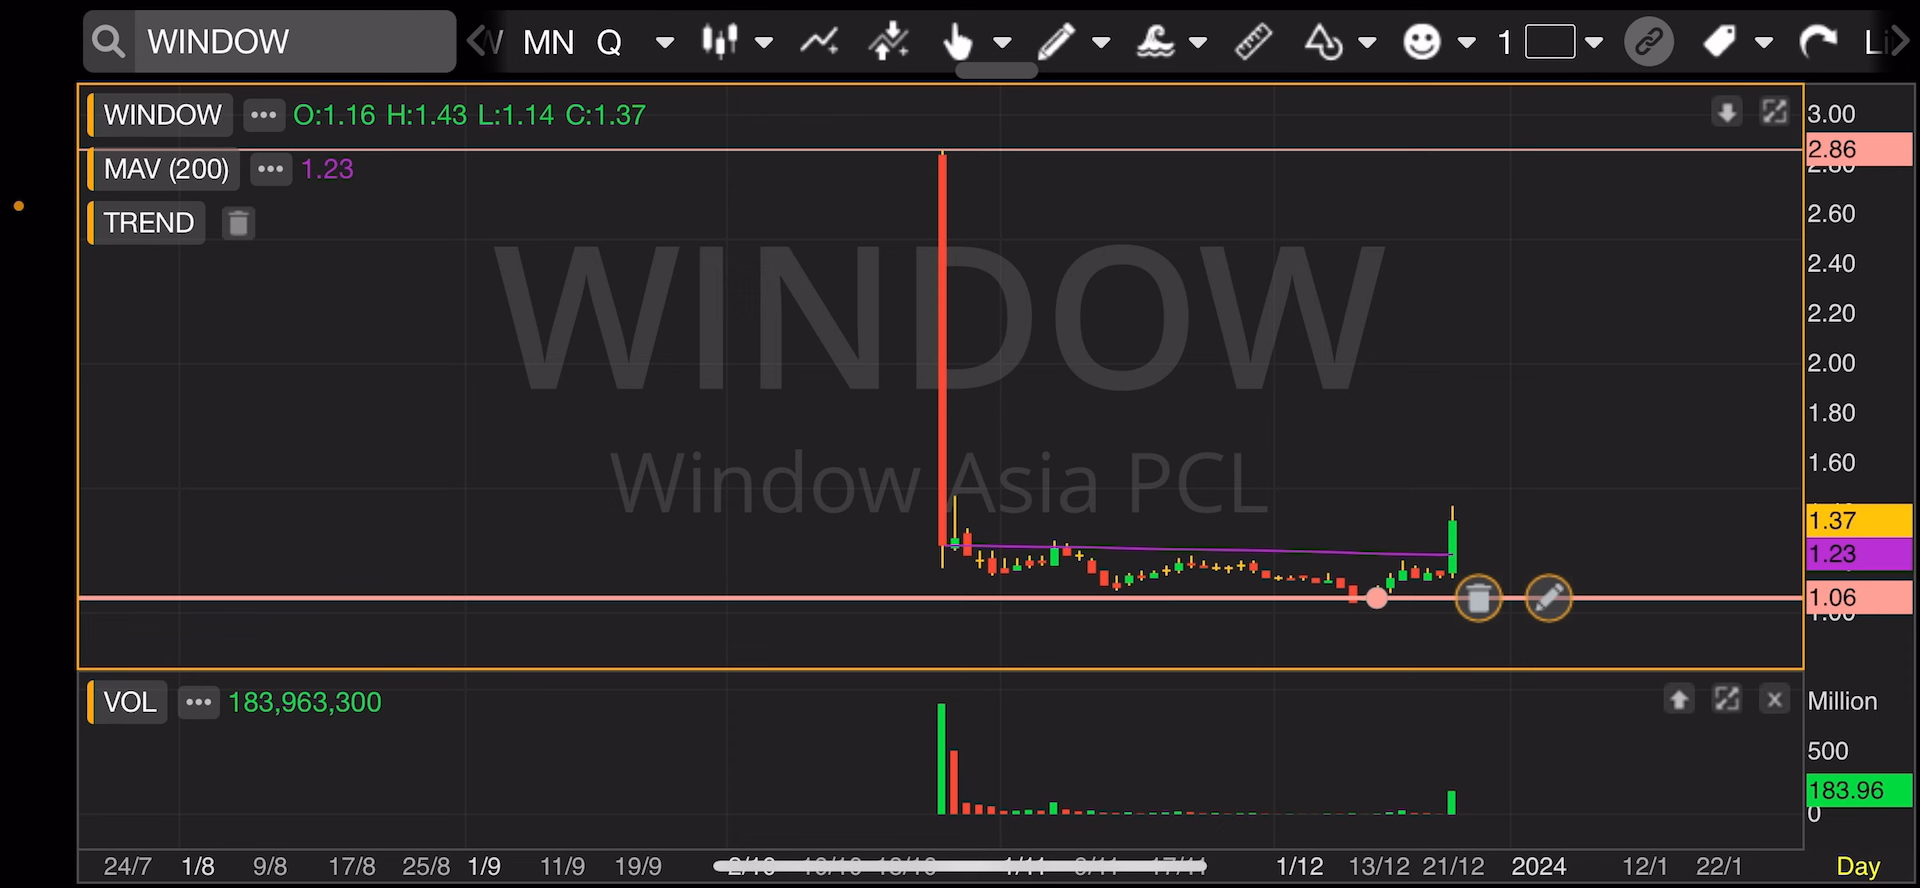 WINDOW MN Q 1
WINDOW O:1.16 H:1.43 L:1.14 C:1.37
MAV (200) 1.23
TREND
WINDOW
Window Asia PCL
3.00
2.86
2.80
2.60
2.40
2.20
2.00
1.80
1.60
1.37
1.23
1.06
1.00
VOL 183,963,300
Million
500
183.96
0
24/7 1/8 9/8 17/8 25/8 1/9 11/9 19/9 2/10 1/11 17/11 1/12 13/12 21/12 2024 12/1 22/1 Day